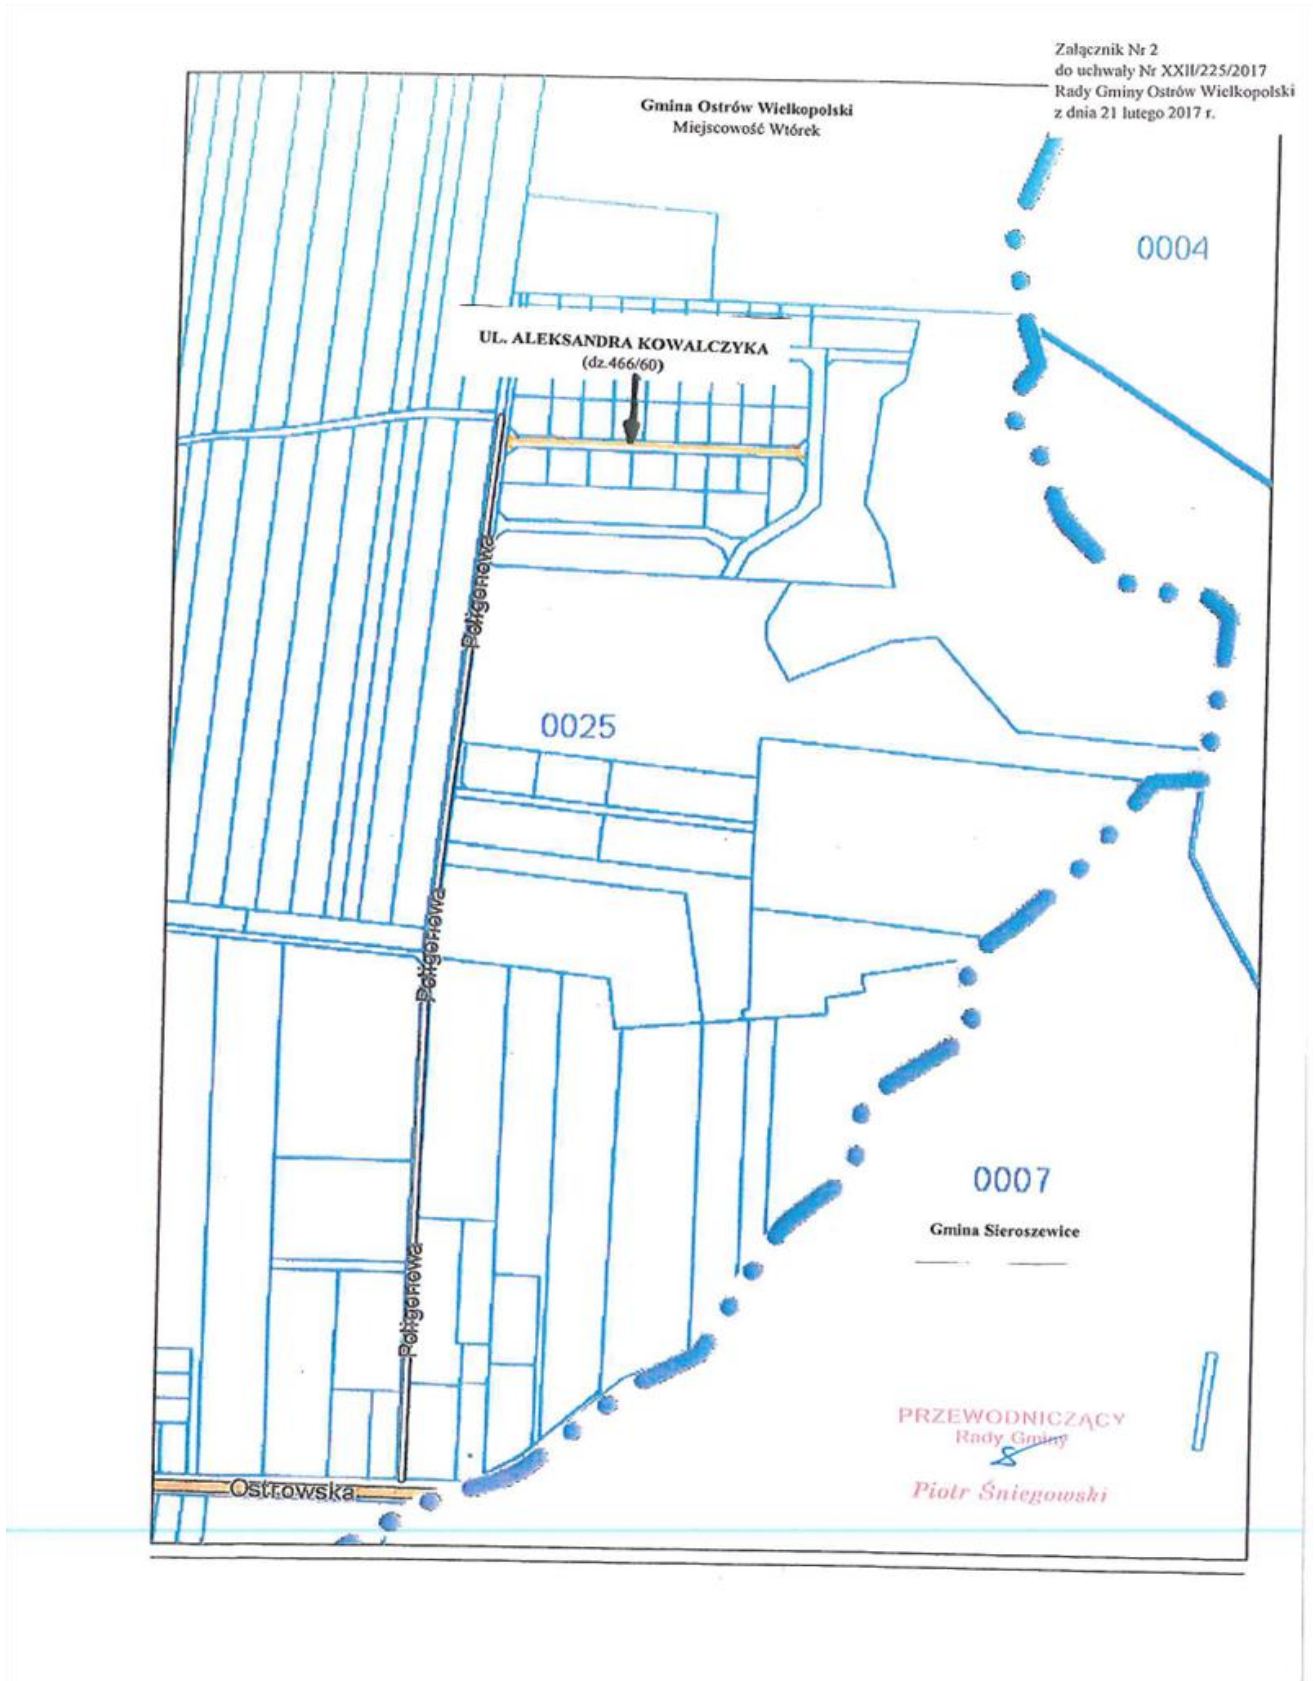 Załącznik Nr 2
do uchwały Nr XXII/225/2017
Rady Gminy Ostrów Wielkopolski
z dnia 21 lutego 2017 r.
Gmina Ostrów Wielkopolski
Miejscowość Wtórek
0004
UL. ALEKSANDRA KOWALCZYKA
(dz.466/60)
Poligonowa
0025
Poligonowa
0007
Gmina Sieroszewice
Poligonowa
PRZEWODNICZĄCY
Rady Gminy
Piotr Śniegowski
Ostrowska